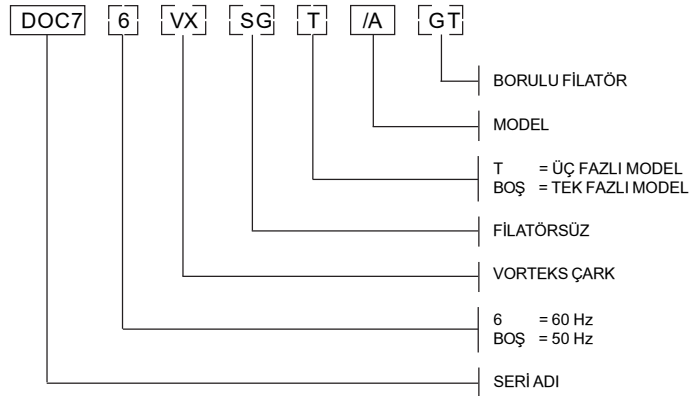 DOC7 6 VX SG T /A GT
BORULU FİLATÖR
MODEL
T = ÜÇ FAZLI MODEL
BOŞ = TEK FAZLI MODEL
FİLATÖRSÜZ
VORTEKS ÇARK
6 = 60 Hz
BOŞ = 50 Hz
SERİ ADI